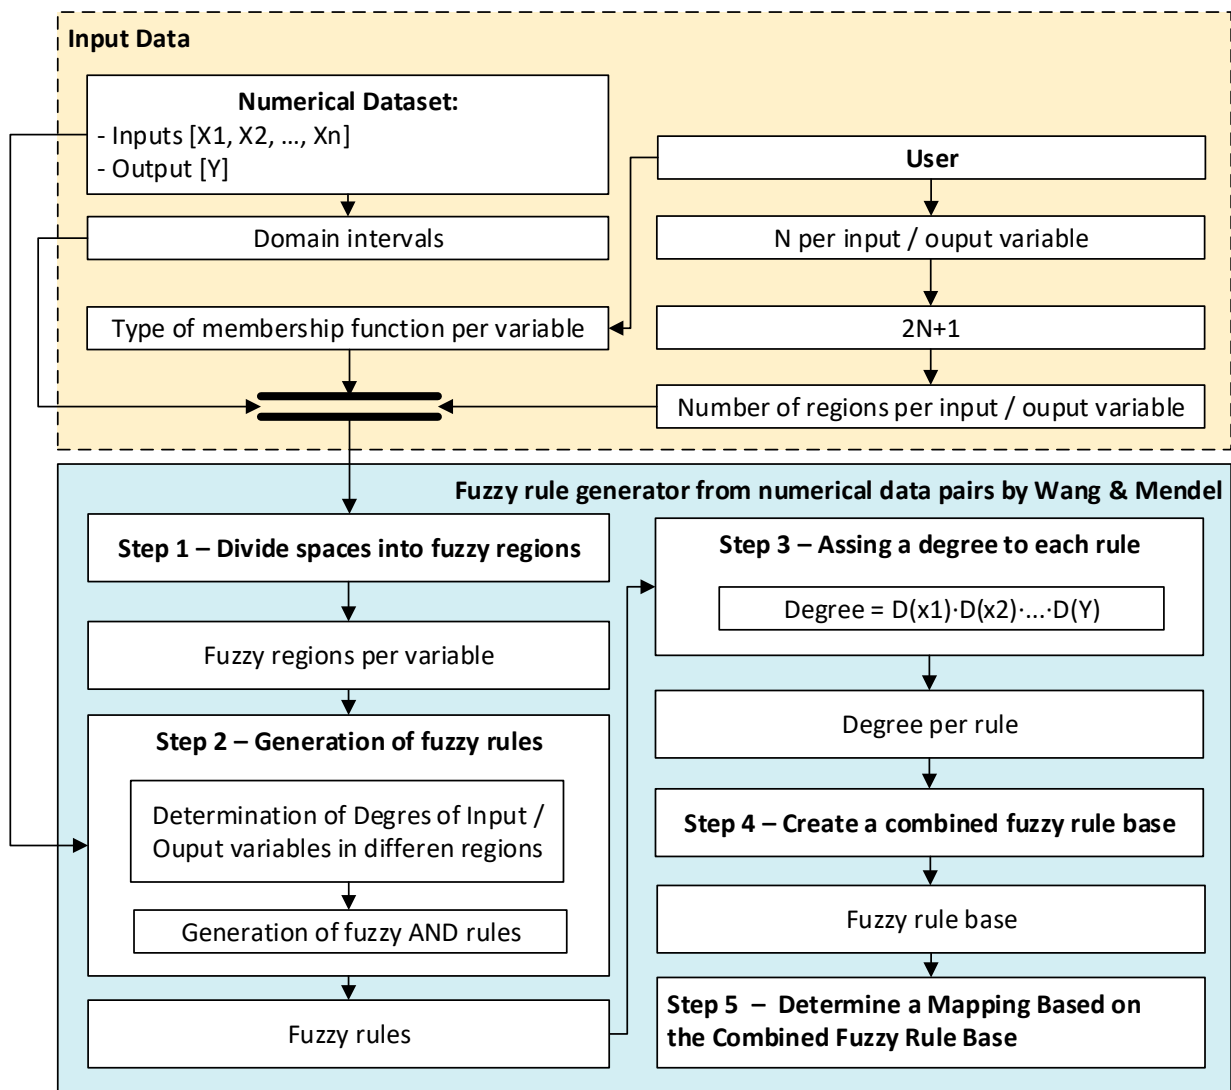 Input Data
Numerical Dataset:
- Inputs [X1, X2, ..., Xn]
- Output [Y]
Domain intervals
Type of membership function per variable
User
N per input / ouput variable
2N+1
Number of regions per input / ouput variable
Fuzzy rule generator from numerical data pairs by Wang & Mendel
Step 1 – Divide spaces into fuzzy regions
Fuzzy regions per variable
Step 2 – Generation of fuzzy rules
Determination of Degres of Input /
Ouput variables in differen regions
Generation of fuzzy AND rules
Fuzzy rules
Step 3 – Assing a degree to each rule
Degree = D(x1)·D(x2)·...·D(Y)
Degree per rule
Step 4 – Create a combined fuzzy rule base
Fuzzy rule base
Step 5 – Determine a Mapping Based on
the Combined Fuzzy Rule Base